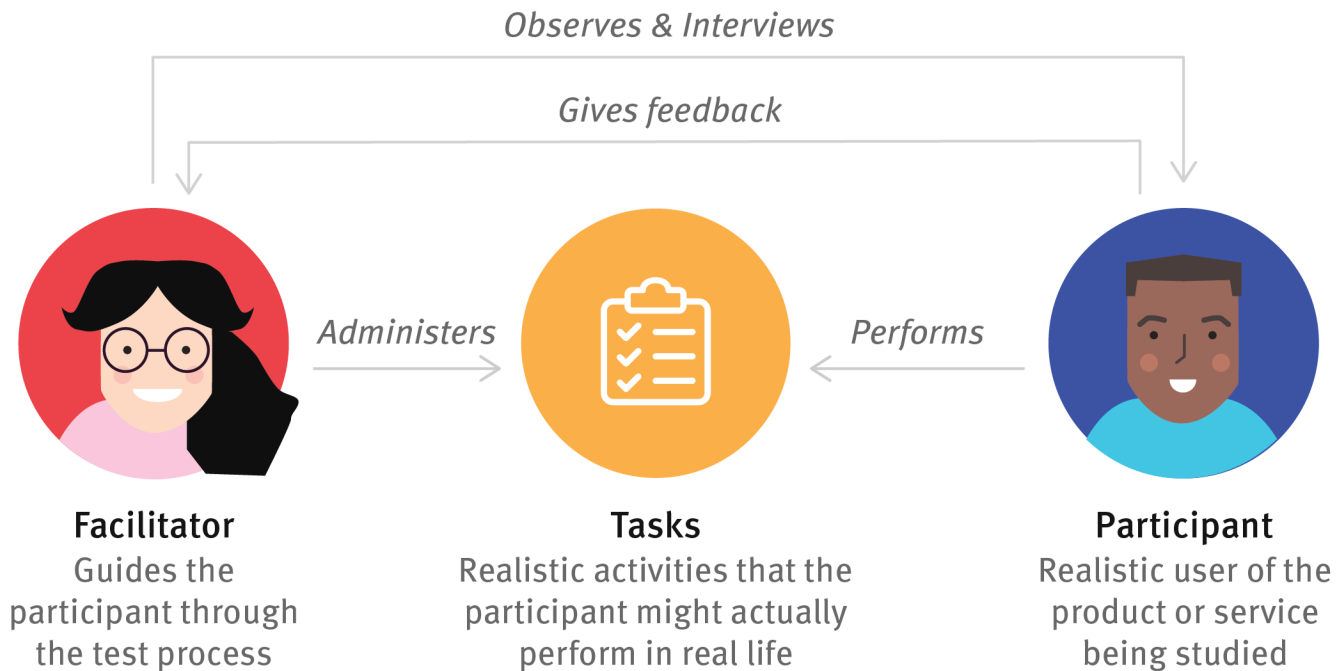 Observes & Interviews
Gives feedback
Administers
Performs
Facilitator
Guides the
participant through
the test process
Tasks
Realistic activities that the
participant might actually
perform in real life
Participant
Realistic user of the
product or service
being studied